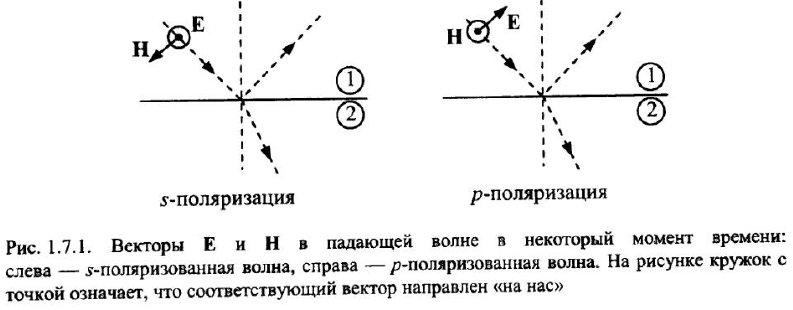 E
H
1
2
s-поляризация
E
H
1
2
p-поляризация
Рис. 1.7.1. Векторы E и H в падающей волне в некоторый момент времени:
слева — s-поляризованная волна, справа — p-поляризованная волна. На рисунке кружок с
точкой означает, что соответствующий вектор направлен «на нас»